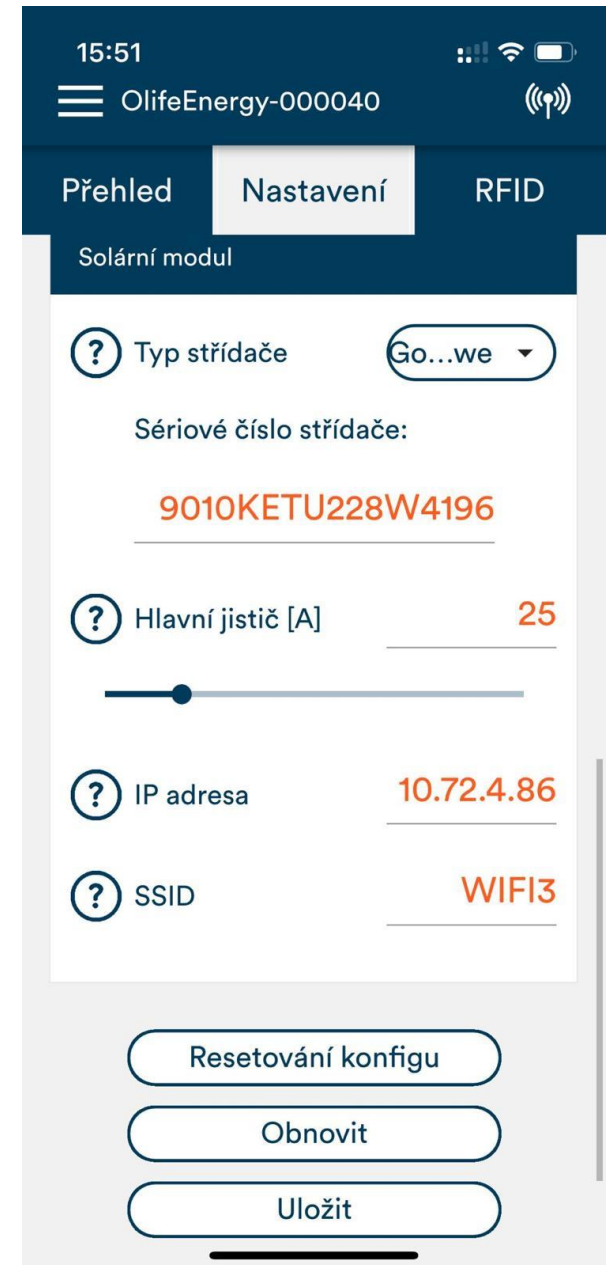 15:51
OlifeEnergy-000040
Přehled Nastavení RFID
Solární modul
? Typ střídače Go...we
Sériové číslo střídače:
9010KETU228W4196
? Hlavní jistič [A] 25
? IP adresa 10.72.4.86
? SSID WIFI3
Resetování konfigu
Obnovit
Uložit